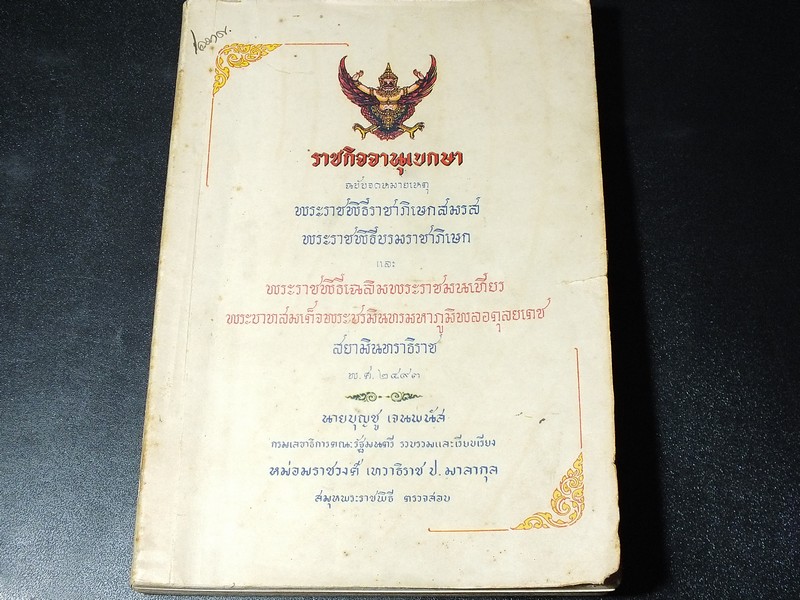 ราชกิจจานุเบกษา
ฉบับจดหมายเหตุ
พระราชพิธีราชาภิเษกสมรส
พระราชพิธีบรมราชาภิเษก
และ
พระราชพิธีเฉลิมพระราชมนเฑียร
พระบาทสมเด็จพระปรมินทรมหาภูมิพลอดุลยเดช
สยามินทราธิราช
พ.ศ. ๒๔๙๓
นายบุญชู เจนพนัส
กรมเลขาธิการคณะรัฐมนตรี รวบรวมและเรียบเรียง
หม่อมราชวงศ์ เทวาธิราช ป. มาลากุล
สมุหพระราชพิธี ตรวจสอบ